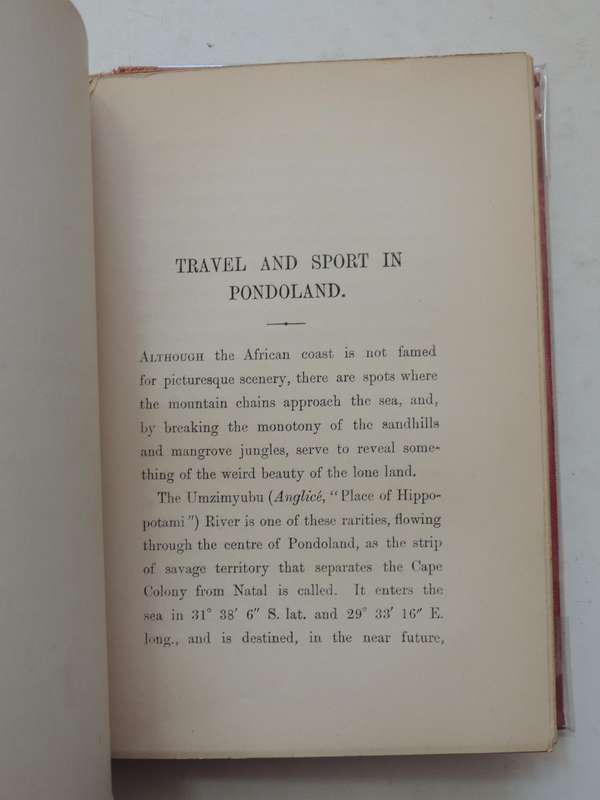 TRAVEL AND SPORT IN
PONDOLAND.
ALTHOUGH the African coast is not famed
for picturesque scenery, there are spots where
the mountain chains approach the sea, and,
by breaking the monotony of the sandhills
and mangrove jungles, serve to reveal some-
thing of the weird beauty of the lone land.
The Umzimyubu (Anglicé, “Place of Hippo-
potami”) River is one of these rarities, flowing
through the centre of Pondoland, as the strip
of savage territory that separates the Cape
Colony from Natal is called. It enters the
sea in 31° 38′ 6″ S. lat. and 29° 33′ 16″ E.
long., and is destined, in the near future,